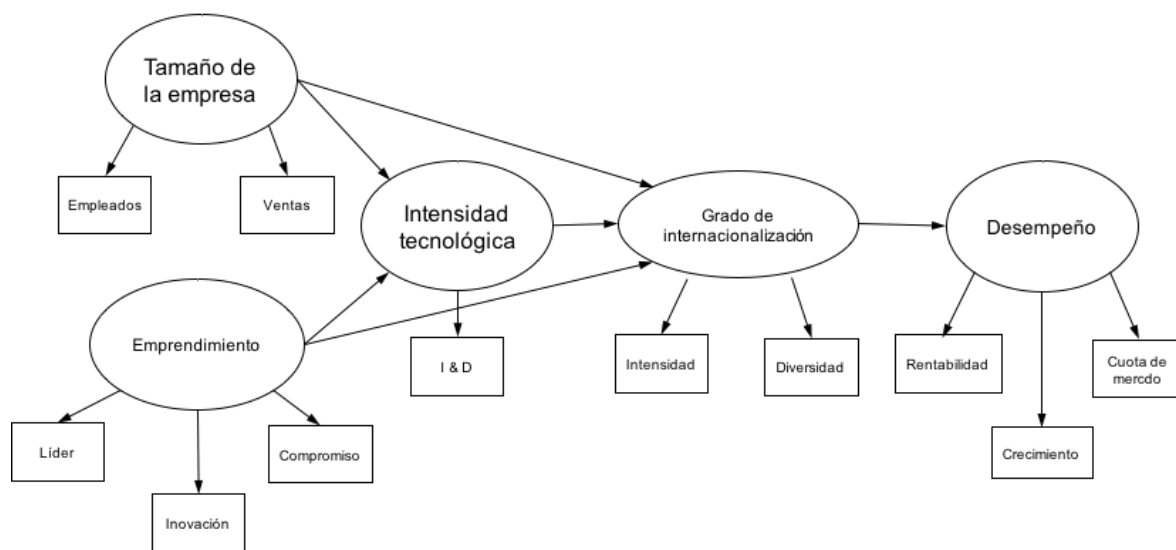 Tamaño de
la empresa
Empleados
Ventas
Intensidad
tecnológica
I & D
Grado de
internacionalización
Intensidad
Diversidad
Desempeño
Rentabilidad
Cuota de
mercdo
Crecimiento
Emprendimiento
Líder
Compromiso
Inovación